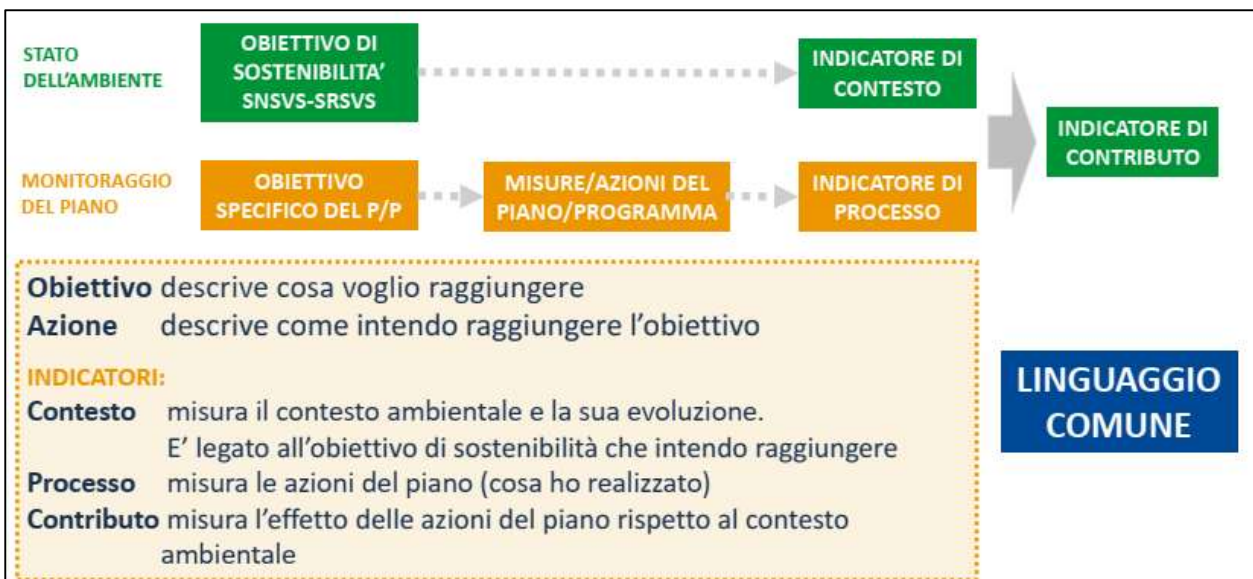 STATO
DELL'AMBIENTE
OBIETTIVO DI
SOSTENIBILITA'
SNSVS-SRSVS
INDICATORE DI
CONTESTO
INDICATORE DI
CONTRIBUTO
MONITORAGGIO
DEL PIANO
OBIETTIVO
SPECIFICO DEL P/P
MISURE/AZIONI DEL
PIANO/PROGRAMMA
INDICATORE DI
PROCESSO
Obiettivo descrive cosa voglio raggiungere
Azione descrive come intendo raggiungere l'obiettivo
INDICATORI:
Contesto misura il contesto ambientale e la sua evoluzione.
E' legato all'obiettivo di sostenibilità che intendo raggiungere
Processo misura le azioni del piano (cosa ho realizzato)
Contributo misura l'effetto delle azioni del piano rispetto al contesto
ambientale
LINGUAGGIO
COMUNE